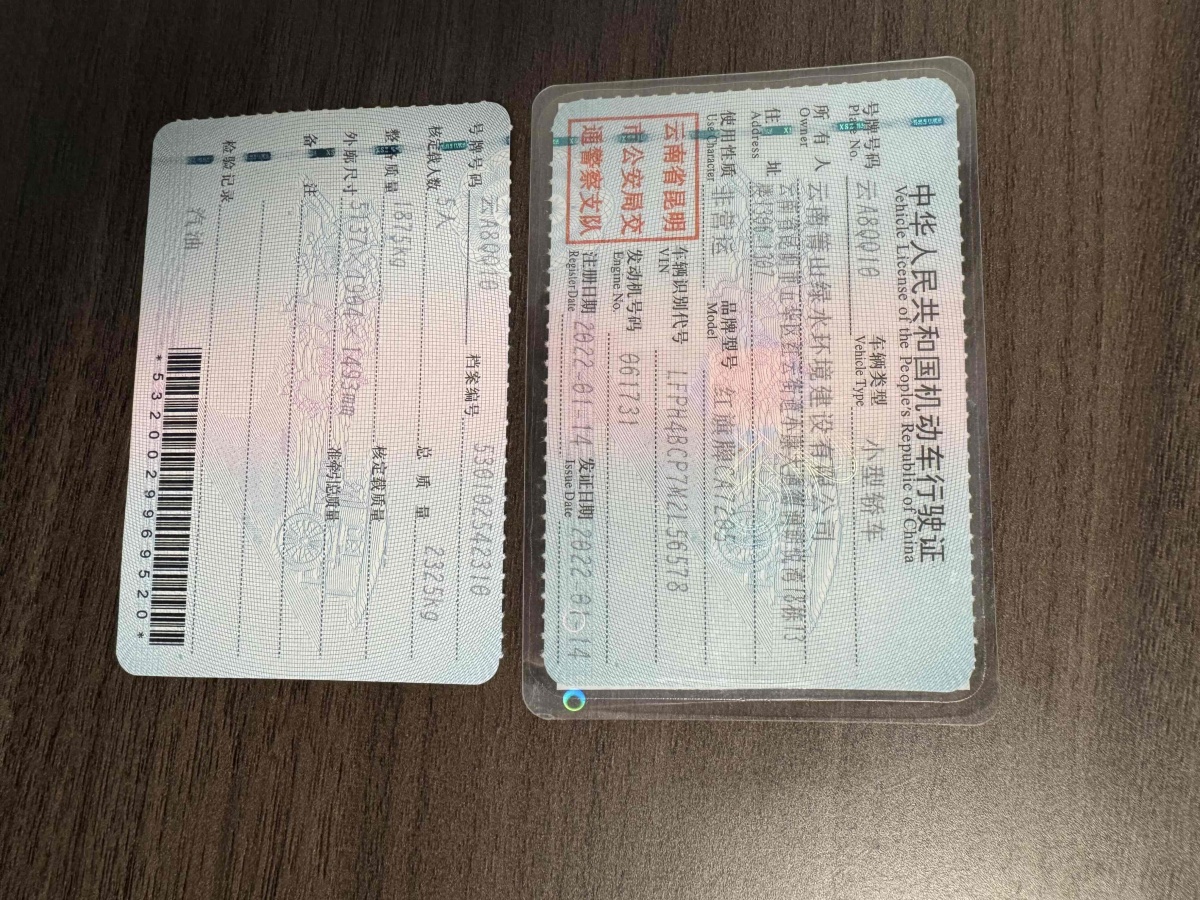 中华人民共和国机动车行驶证
Vehicle License of the People's Republic of China
号牌号码 云A8QQ10 车辆类型 小型轿车
Plate No. Vehicle Type
所有人 云南善山绿水环境建设有限公司
Owner
住址 云南省昆明市
Address
使用性质 非营运 品牌型号 红旗牌CA7205
Use Character Model
云南省昆明
市公安局交
通警察支队
车辆识别代号 LFPH4BCP7M2L56578
VIN
发动机号码 061731
Engine No.
注册日期 2022-01-14 发证日期 2022-01-14
Register Date Issue Date
号牌号码 云A8QQ10 档案编号 530102542310
核定载人数 5人 总质量 2325kg
整备质量 1875kg 核定载质量
外廓尺寸 5137×1904×1493mm 准牵引总质量
备注
检验记录
汽油
*5320029969520*